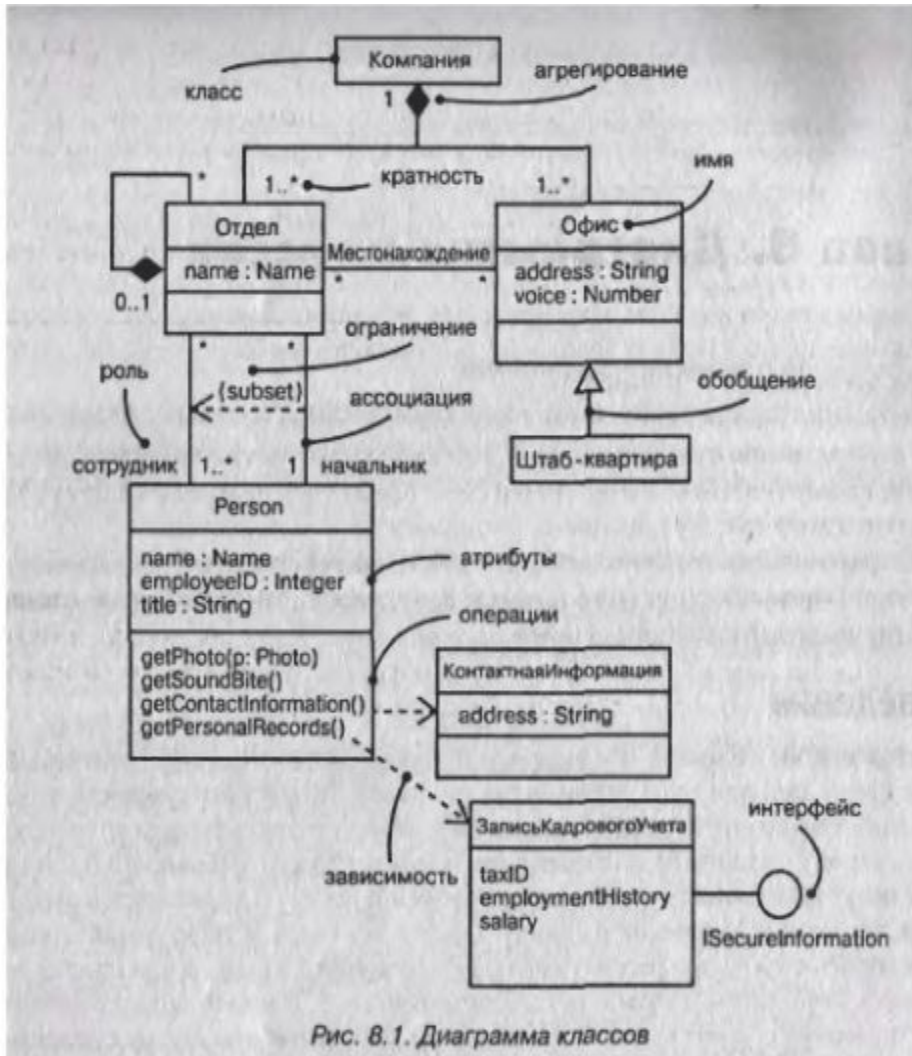 Компания
класс
1
агрегирование
*
1..*
кратность
1..*
имя
Отдел
Офис
name : Name
Местонахождение
*
*
address : String
voice : Number
0..1
*
*
ограничение
роль
{subset}
ассоциация
обобщение
сотрудник
1..*
1
начальник
Штаб-квартира
Person
name : Name
employeeID : Integer
title : String
атрибуты
операции
getPhoto(p: Photo)
getSoundBite()
getContactInformation()
getPersonalRecords()
КонтактнаяИнформация
address : String
ЗаписьКадровогоУчета
интерфейс
зависимость
taxID
employmentHistory
salary
ISecureInformation
Рис. 8.1. Диаграмма классов